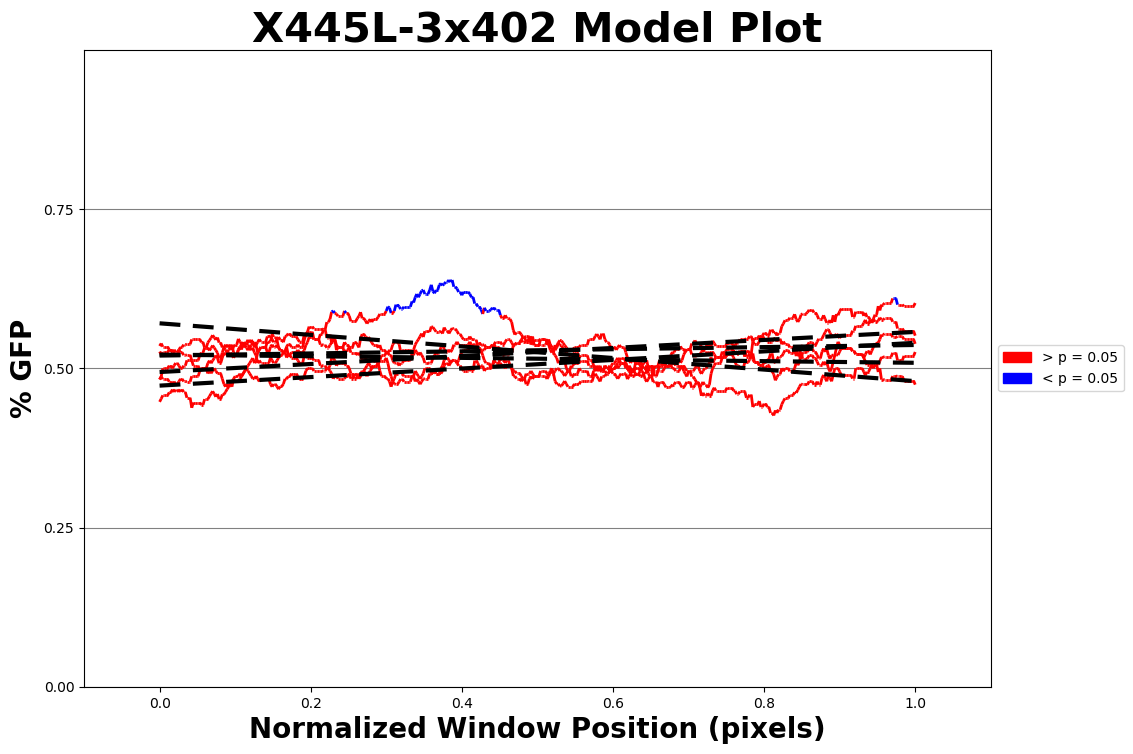 X445L-3x402 Model Plot
% GFP
0.75
0.50
0.25
0.00
0.0 0.2 0.4 0.6 0.8 1.0
Normalized Window Position (pixels)
> p = 0.05
< p = 0.05